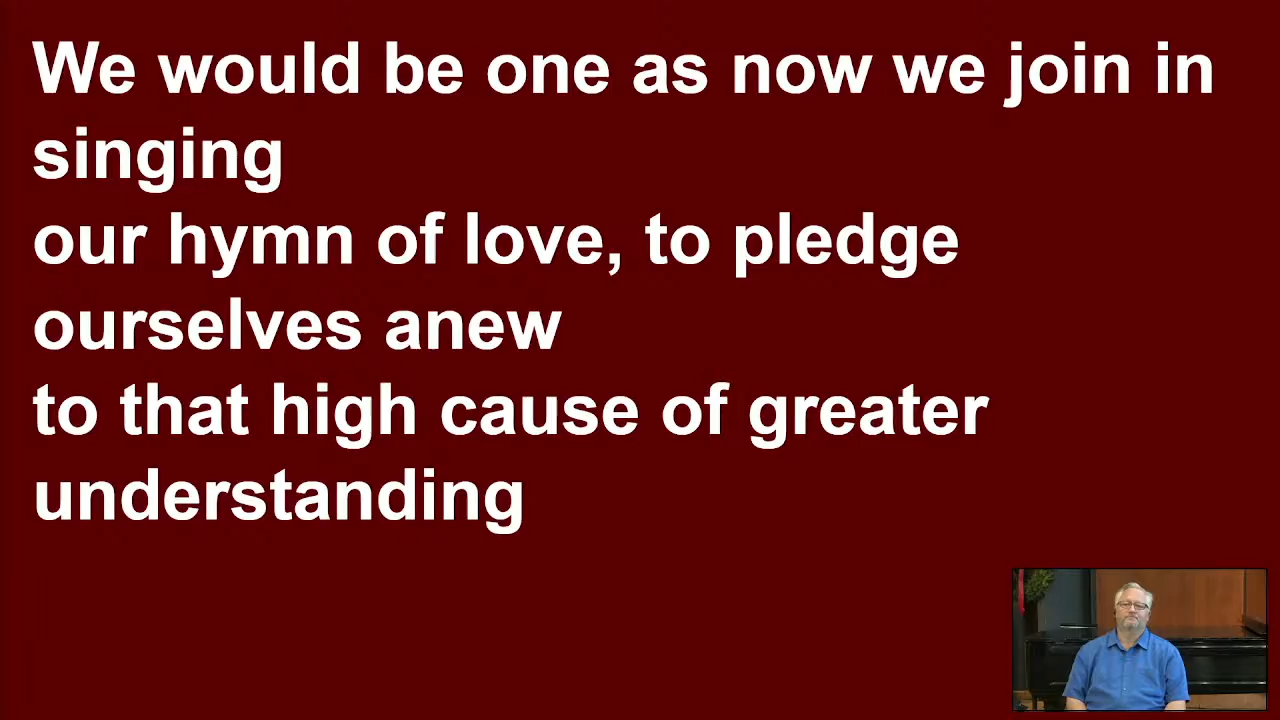 We would be one as now we join in
singing
our hymn of love, to pledge
ourselves anew
to that high cause of greater
understanding